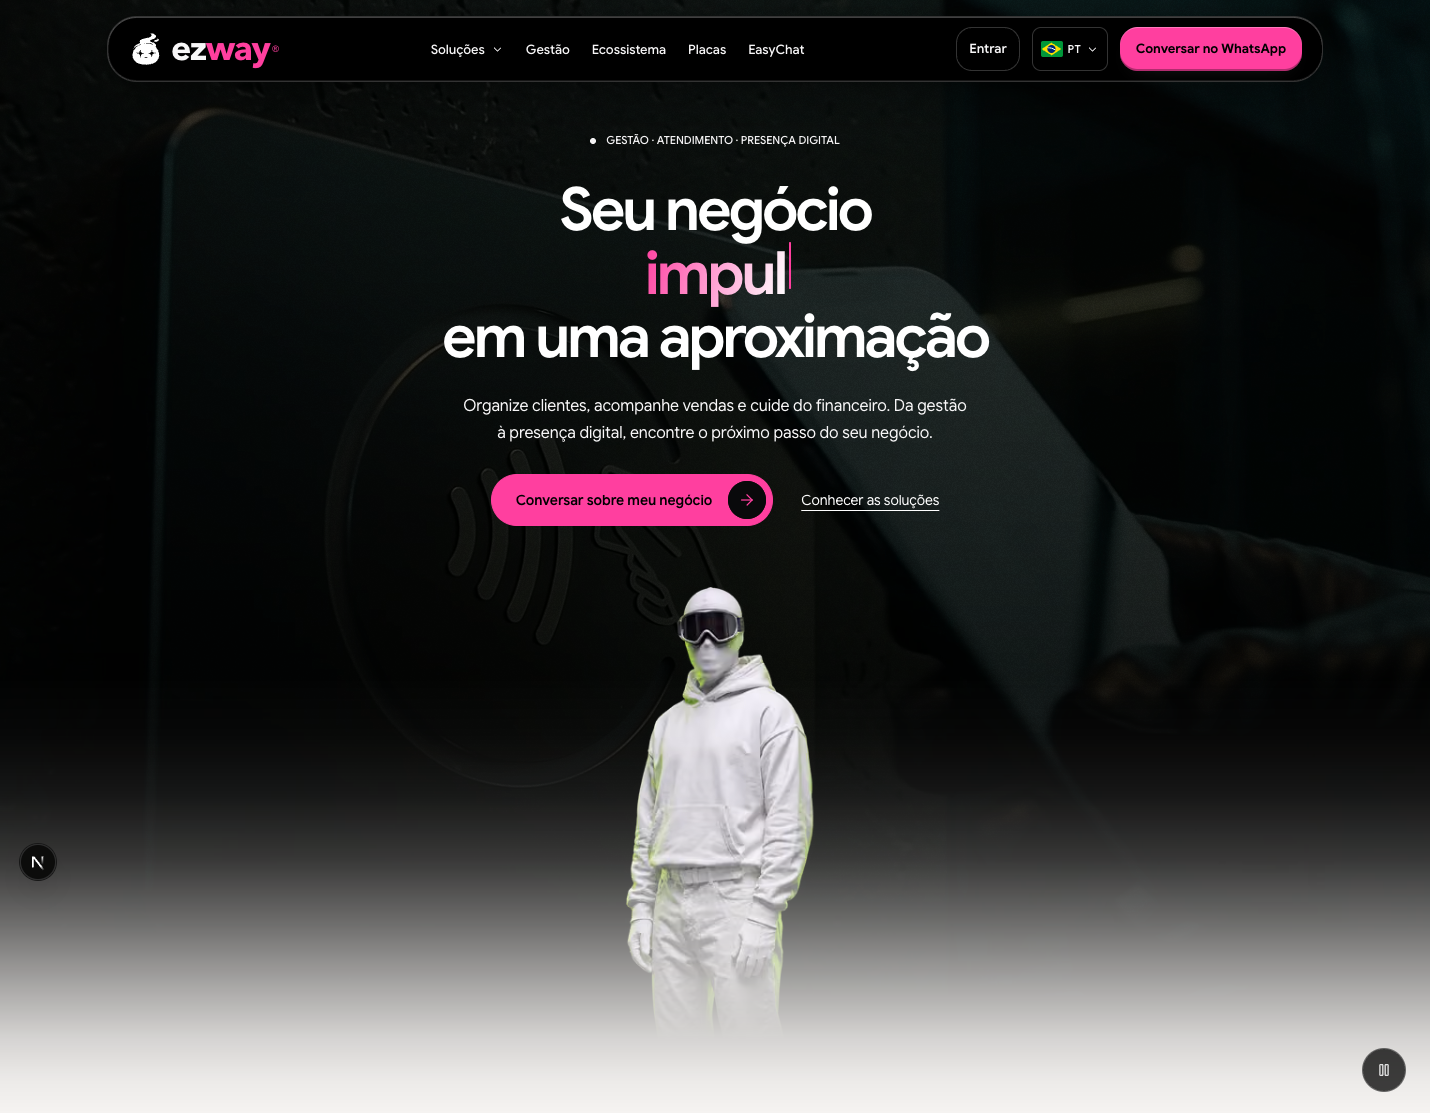 ezway®
Soluções
Gestão
Ecossistema
Placas
EasyChat
Entrar
PT
Conversar no WhatsApp
GESTÃO · ATENDIMENTO · PRESENÇA DIGITAL
Seu negócio
impul
em uma aproximação
Organize clientes, acompanhe vendas e cuide do financeiro. Da gestão
à presença digital, encontre o próximo passo do seu negócio.
Conversar sobre meu negócio
Conhecer as soluções
N